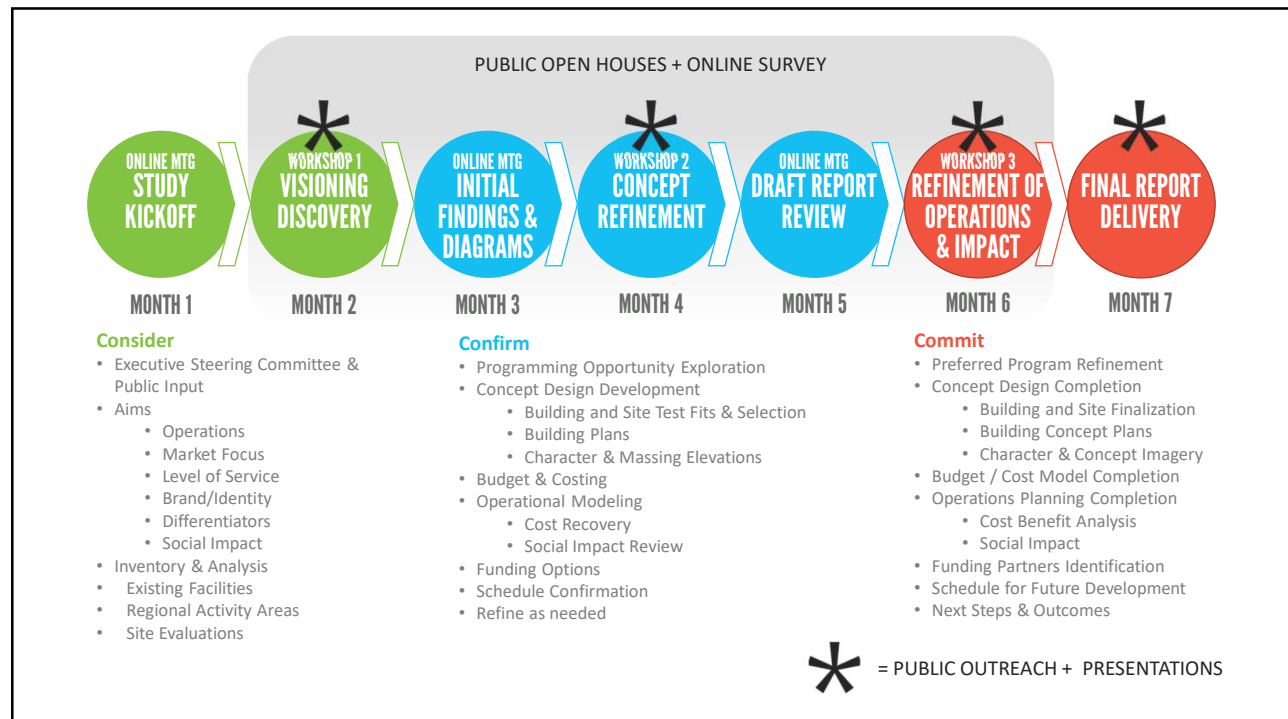 PUBLIC OPEN HOUSES + ONLINE SURVEY
ONLINE MTG
STUDY
KICKOFF
WORKSHOP 1
VISIONING
DISCOVERY
ONLINE MTG
INITIAL
FINDINGS &
DIAGRAMS
WORKSHOP 2
CONCEPT
REFINEMENT
ONLINE MTG
DRAFT REPORT
REVIEW
WORKSHOP 3
REFINEMENT OF
OPERATIONS
& IMPACT
FINAL REPORT
DELIVERY
MONTH 1
MONTH 2
MONTH 3
MONTH 4
MONTH 5
MONTH 6
MONTH 7
Consider
• Executive Steering Committee &
Public Input
• Aims
• Operations
• Market Focus
• Level of Service
• Brand/Identity
• Differentiators
• Social Impact
• Inventory & Analysis
• Existing Facilities
• Regional Activity Areas
• Site Evaluations
Confirm
• Programming Opportunity Exploration
• Concept Design Development
• Building and Site Test Fits & Selection
• Building Plans
• Character & Massing Elevations
• Budget & Costing
• Operational Modeling
• Cost Recovery
• Social Impact Review
• Funding Options
• Schedule Confirmation
• Refine as needed
Commit
• Preferred Program Refinement
• Concept Design Completion
• Building and Site Finalization
• Building Concept Plans
• Character & Concept Imagery
• Budget / Cost Model Completion
• Operations Planning Completion
• Cost Benefit Analysis
• Social Impact
• Funding Partners Identification
• Schedule for Future Development
• Next Steps & Outcomes
* = PUBLIC OUTREACH + PRESENTATIONS